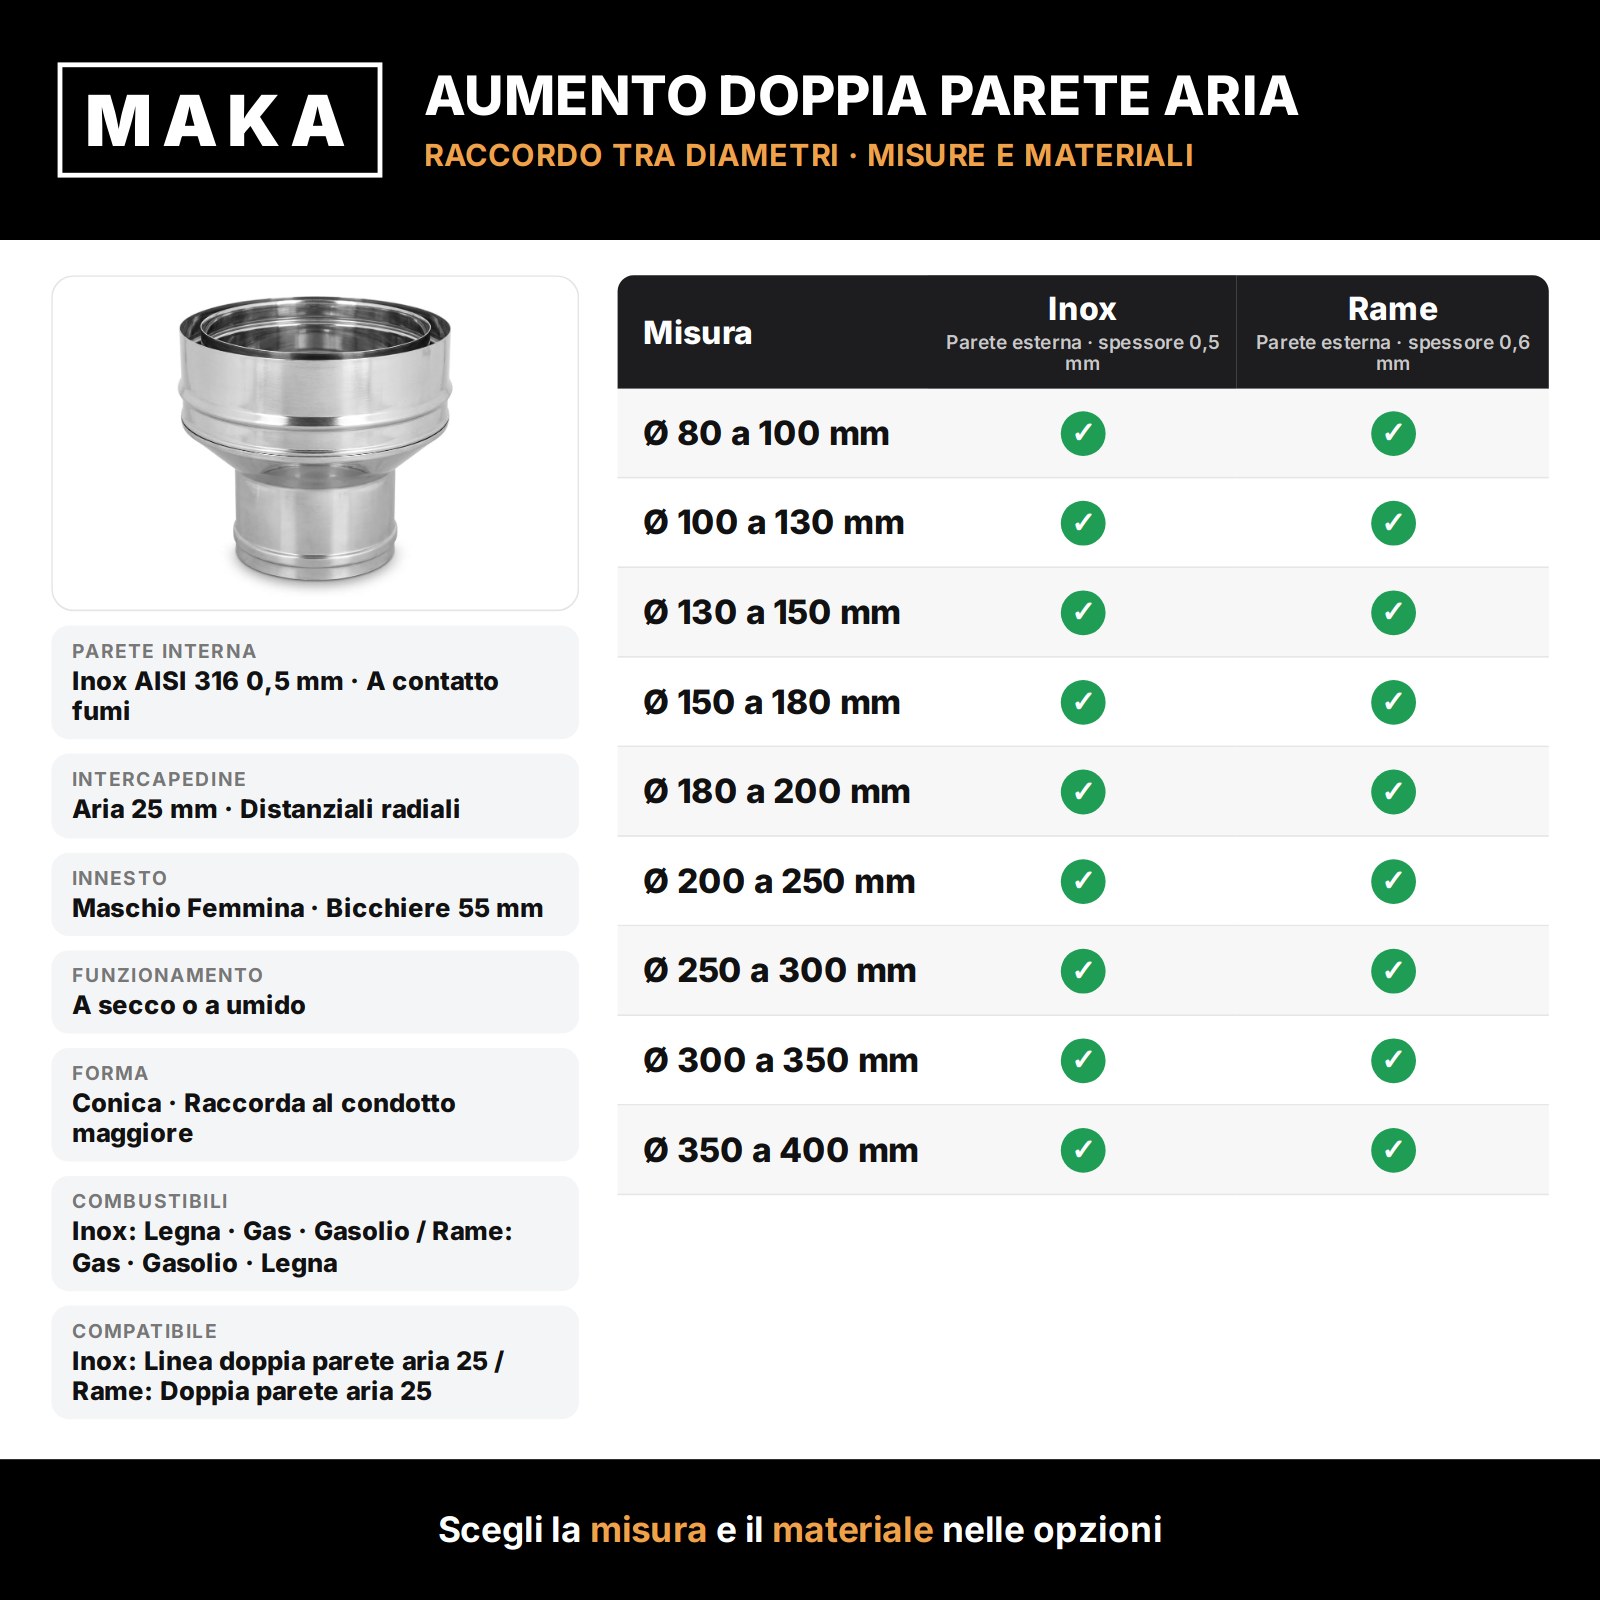 MAKA
AUMENTO DOPPIA PARETE ARIA
RACCORDO TRA DIAMETRI · MISURE E MATERIALI
PARETE INTERNA
Inox AISI 316 0,5 mm · A contatto
fumi
INTERCAPEDINE
Aria 25 mm · Distanziali radiali
INNESTO
Maschio Femmina · Bicchiere 55 mm
FUNZIONAMENTO
A secco o a umido
FORMA
Conica · Raccorda al condotto
maggiore
COMBUSTIBILI
Inox: Legna · Gas · Gasolio / Rame:
Gas · Gasolio · Legna
COMPATIBILE
Inox: Linea doppia parete aria 25 /
Rame: Doppia parete aria 25
Misura
Inox
Parete esterna · spessore 0,5
mm
Rame
Parete esterna · spessore 0,6
mm
Ø 80 a 100 mm ✓ ✓
Ø 100 a 130 mm ✓ ✓
Ø 130 a 150 mm ✓ ✓
Ø 150 a 180 mm ✓ ✓
Ø 180 a 200 mm ✓ ✓
Ø 200 a 250 mm ✓ ✓
Ø 250 a 300 mm ✓ ✓
Ø 300 a 350 mm ✓ ✓
Ø 350 a 400 mm ✓ ✓
Scegli la misura e il materiale nelle opzioni